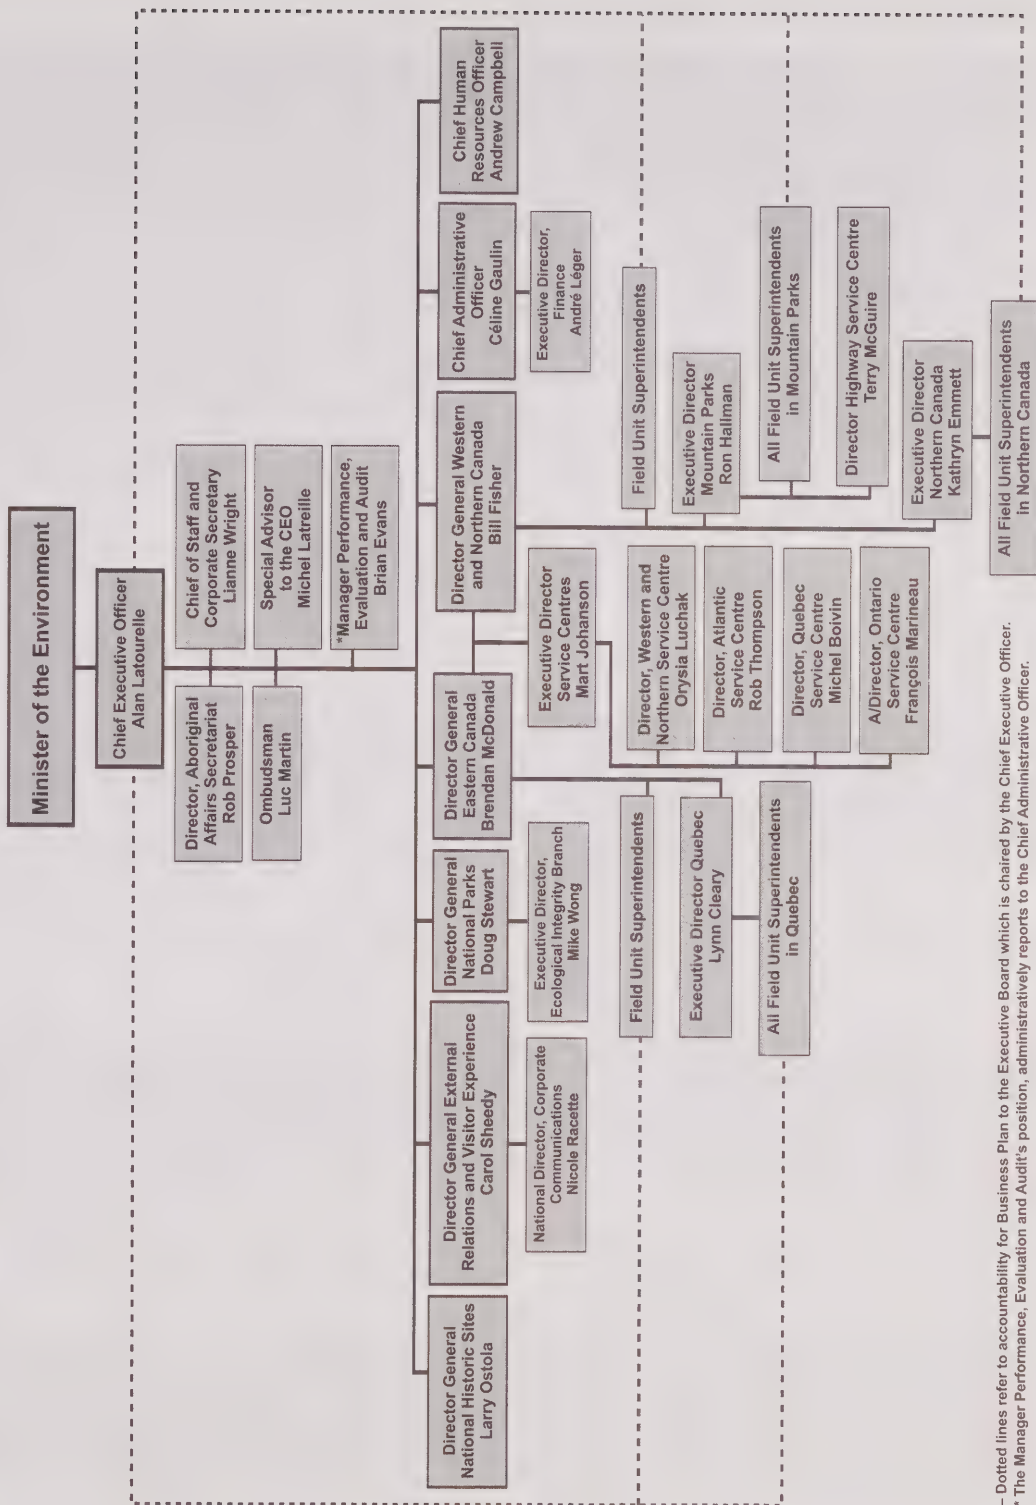 Minister of the Environment
Chief Executive Officer
Alan Latourelle
Director, Aboriginal
Affairs Secretariat
Rob Prosper
Chief of Staff and
Corporate Secretary
Lianne Wright
Ombudsman
Luc Martin
Special Advisor
to the CEO
Michel Latreille
*Manager Performance,
Evaluation and Audit
Brian Evans
Director General
National Historic Sites
Larry Ostola
Director General External
Relations and Visitor Experience
Carol Sheedy
Director General
National Parks
Doug Stewart
Director General
Eastern Canada
Brendan McDonald
Director General Western
and Northern Canada
Bill Fisher
Chief Administrative
Officer
Céline Gaulin
Chief Human
Resources Officer
Andrew Campbell
National Director, Corporate
Communications
Nicole Racette
Executive Director,
Ecological Integrity Branch
Mike Wong
Executive Director
Service Centres
Mart Johanson
Executive Director,
Finance
André Léger
Field Unit Superintendents
Executive Director Quebec
Lynn Cleary
All Field Unit Superintendents
in Quebec
Director, Western and
Northern Service Centre
Orysia Luchak
Director, Atlantic
Service Centre
Rob Thompson
Director, Quebec
Service Centre
Michel Boivin
A/Director, Ontario
Service Centre
François Marineau
Field Unit Superintendents
Executive Director
Mountain Parks
Ron Hallman
All Field Unit Superintendents
in Mountain Parks
Director Highway Service Centre
Terry McGuire
Executive Director
Northern Canada
Kathryn Emmett
All Field Unit Superintendents
in Northern Canada
– Dotted lines refer to accountability for Business Plan to the Executive Board which is chaired by the Chief Executive Officer.
The Manager Performance, Evaluation and Audit's position, administratively reports to the Chief Administrative Officer.